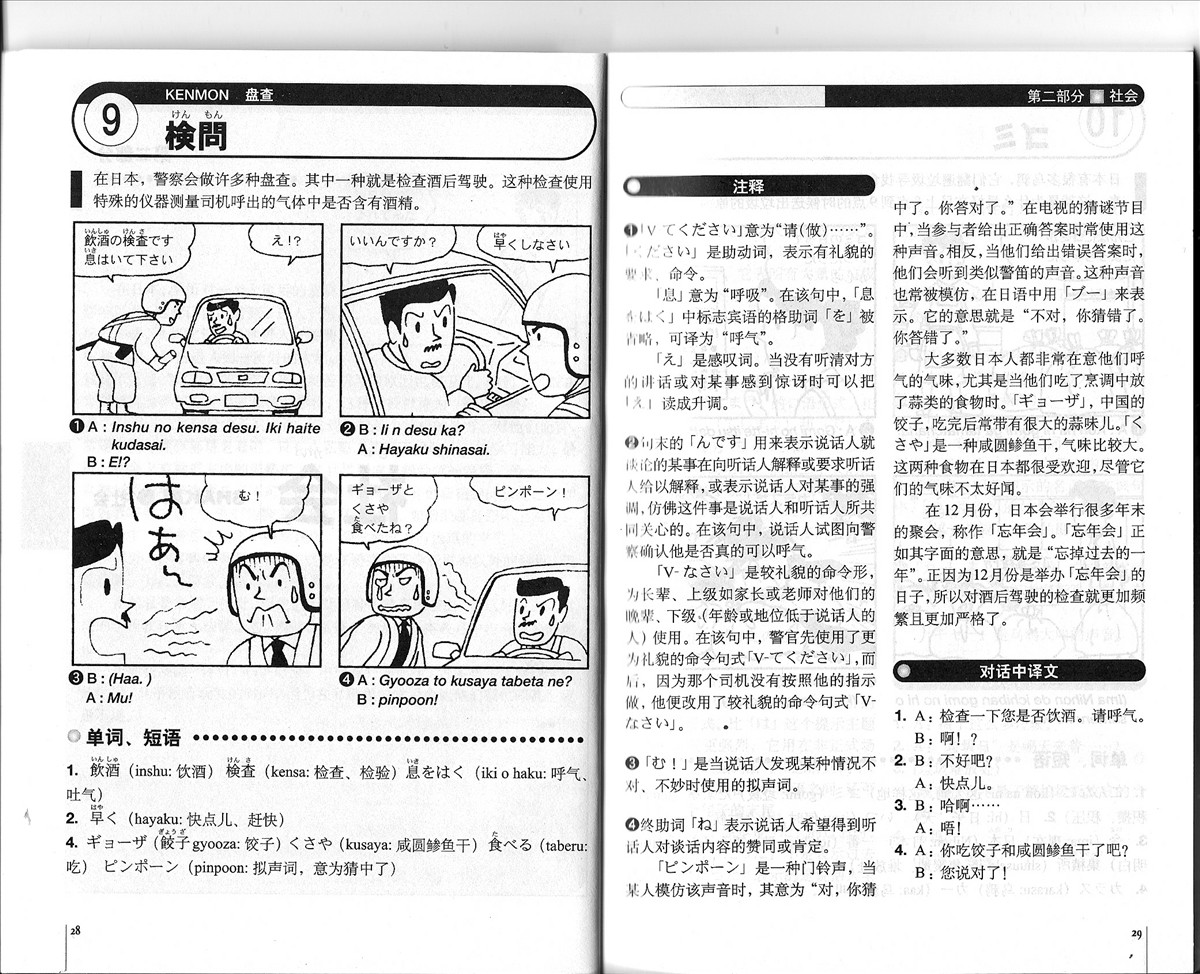 KENMON 盘查
9
けん もん
検問
在日本，警察会做许多种盘查。其中一种就是检查酒后驾驶。这种检查使用
特殊的仪器测量司机呼出的气体中是否含有酒精。
いんしゅ けん さ
飲酒の検査です
いき
息はいて下さい
え!?
いいんですか？
はや
早くしなさい
❶ A : Inshu no kensa desu. Iki haite
kudasai.
B : E!?
❷ B : Ii n desu ka?
A : Hayaku shinasai.
はあ〜
む！
ギョーザと
くさや
た
食べたね？
ピンポーン！
❸ B : (Haa. )
A : Mu!
❹ A : Gyooza to kusaya tabeta ne?
B : pinpoon!
单词、短语
いん しゅ けん さ いき
1. 飲酒（inshu: 饮酒） 検査（kensa: 检查、检验）息をはく（iki o haku: 呼气、
吐气）
はや
2. 早く（hayaku: 快点儿、赶快）
ぎょう ざ た
4. ギョーザ（餃子 gyooza: 饺子）くさや（kusaya: 咸圆鲹鱼干）食べる（taberu:
吃） ピンポーン（pinpoon: 拟声词，意为猜中了）
28
第二部分 社会
注释
❶「V てください」意为“请(做)……”。
「ください」是助动词，表示有礼貌的
要求、命令。
「息」意为“呼吸”。在该句中，「息
をはく」中标志宾语的格助词「を」被
省略，可译为“呼气”。
「え」是感叹词。当没有听清对方
的讲话或对某事感到惊讶时可以把
「え」读成升调。
❷句末的「んです」用来表示说话人就
谈论的某事在向听话人解释或要求听话
人给以解释，或表示说话人对某事的强
调，仿佛这件事是说话人和听话人所共
同关心的。在该句中，说话人试图向警
察确认他是否真的可以呼气。
「V- なさい」是较礼貌的命令形，
为长辈、上级如家长或老师对他们的
晚辈、下级（年龄或地位低于说话人的
人）使用。在该句中，警官先使用了更
为礼貌的命令句式「V-てください」，而
后，因为那个司机没有按照他的指示
做，他便改用了较礼貌的命令句式「V-
なさい」。
❸「む！」是当说话人发现某种情况不
对、不妙时使用的拟声词。
❹终助词「ね」表示说话人希望得到听
话人对谈话内容的赞同或肯定。
「ピンポーン」是一种门铃声，当
某人模仿该声音时，其意为“对，你猜
中了。你答对了。”在电视的猜谜节目
中，当参与者给出正确答案时常使用这
种声音。相反，当他们给出错误答案时，
他们会听到类似警笛的声音。这种声音
也常被模仿，在日语中用「ブー」来表
示。它的意思就是“不对，你猜错了。
你答错了。”
大多数日本人都非常在意他们呼
气的气味，尤其是当他们吃了烹调中放
了蒜类的食物时。「ギョーザ」，中国的
饺子，吃完后常带有很大的蒜味儿。「く
さや」是一种咸圆鲹鱼干，气味比较大。
这两种食物在日本都很受欢迎，尽管它
们的气味不太好闻。
在 12 月份，日本会举行很多年末
的聚会，称作「忘年会」。「忘年会」正
如其字面的意思，就是“忘掉过去的一
年”。正因为12月份是举办「忘年会」的
日子，所以对酒后驾驶的检查就更加频
繁且更加严格了。
对话中译文
1. A：检查一下您是否饮酒。请呼气。
B：啊！？
2. B：不好吧？
A：快点儿。
3. B：哈啊……
A：唔！
4. A：你吃饺子和咸圆鲹鱼干了吧？
B：您说对了！
29